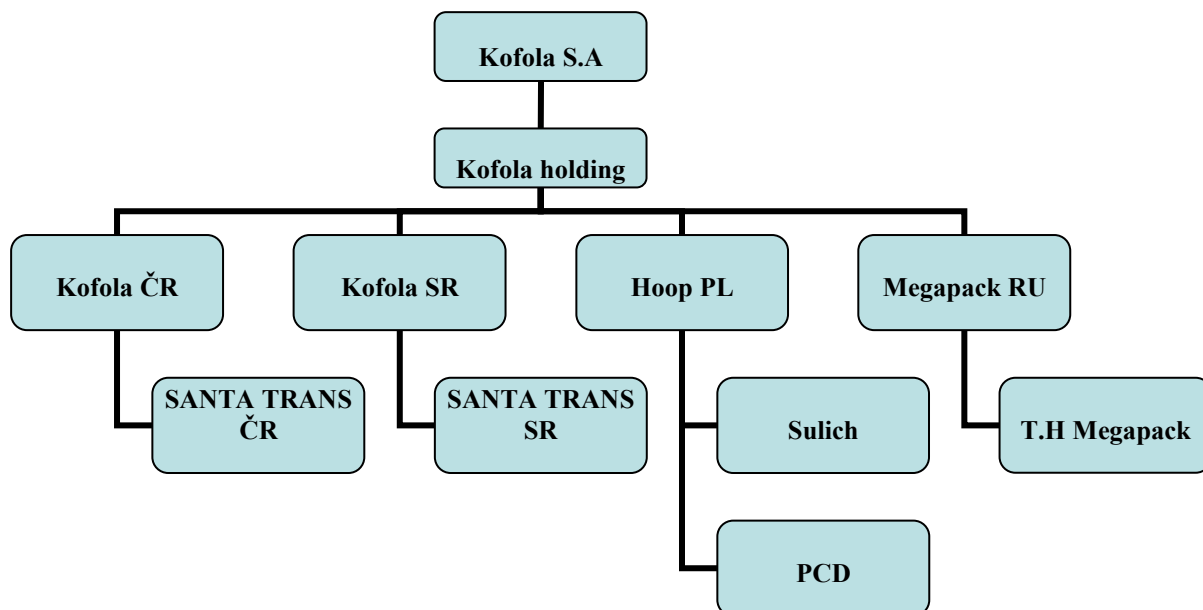 Kofola S.A
Kofola holding
Kofola ČR
Kofola SR
Hoop PL
Megapack RU
SANTA TRANS
ČR
SANTA TRANS
SR
Sulich
T.H Megapack
PCD